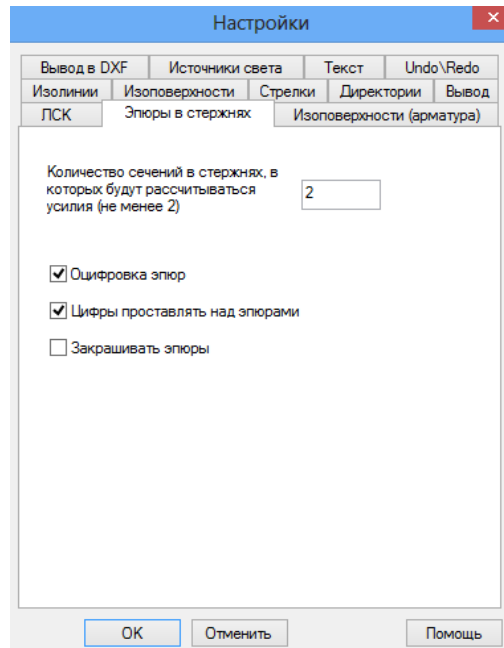 Настройки
Вывод в DXF Источники света Текст Undo\Redo
Изолинии Изоповерхности Стрелки Директории Вывод
ЛСК Эпюры в стержнях Изоповерхности (арматура)
Количество сечений в стержнях, в
которых будут рассчитываться
усилия (не менее 2)
2
Оцифровка эпюр
Цифры проставлять над эпюрами
Закрашивать эпюры
OK Отменить Помощь